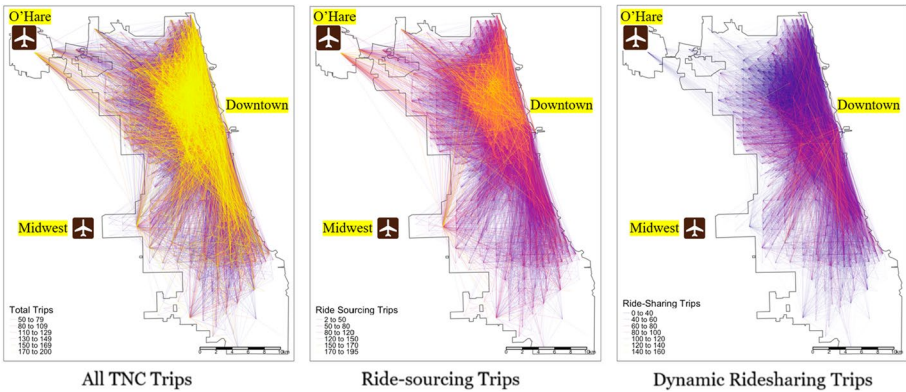 O'Hare
Downtown
Midwest
Total Trips
50 to 79
80 to 109
110 to 129
130 to 149
150 to 169
170 to 200
All TNC Trips
O'Hare
Downtown
Midwest
Ride Sourcing Trips
2 to 50
50 to 80
80 to 120
120 to 150
150 to 170
170 to 195
Ride-sourcing Trips
O'Hare
Downtown
Midwest
Ride-Sharing Trips
0 to 40
40 to 60
60 to 80
80 to 100
100 to 120
120 to 140
140 to 160
Dynamic Ridesharing Trips